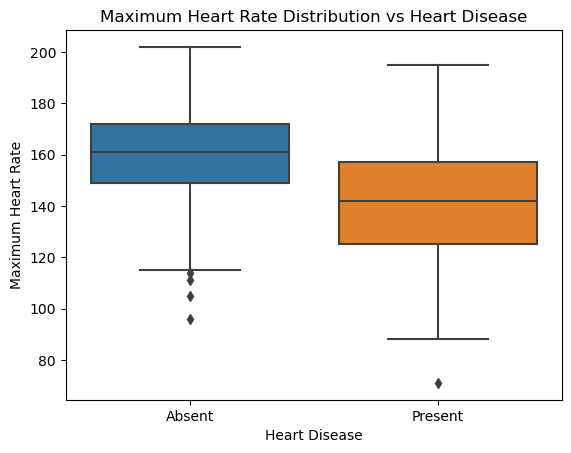 Maximum Heart Rate Distribution vs Heart Disease
Maximum Heart Rate
200
180
160
140
120
100
80
Absent
Present
Heart Disease